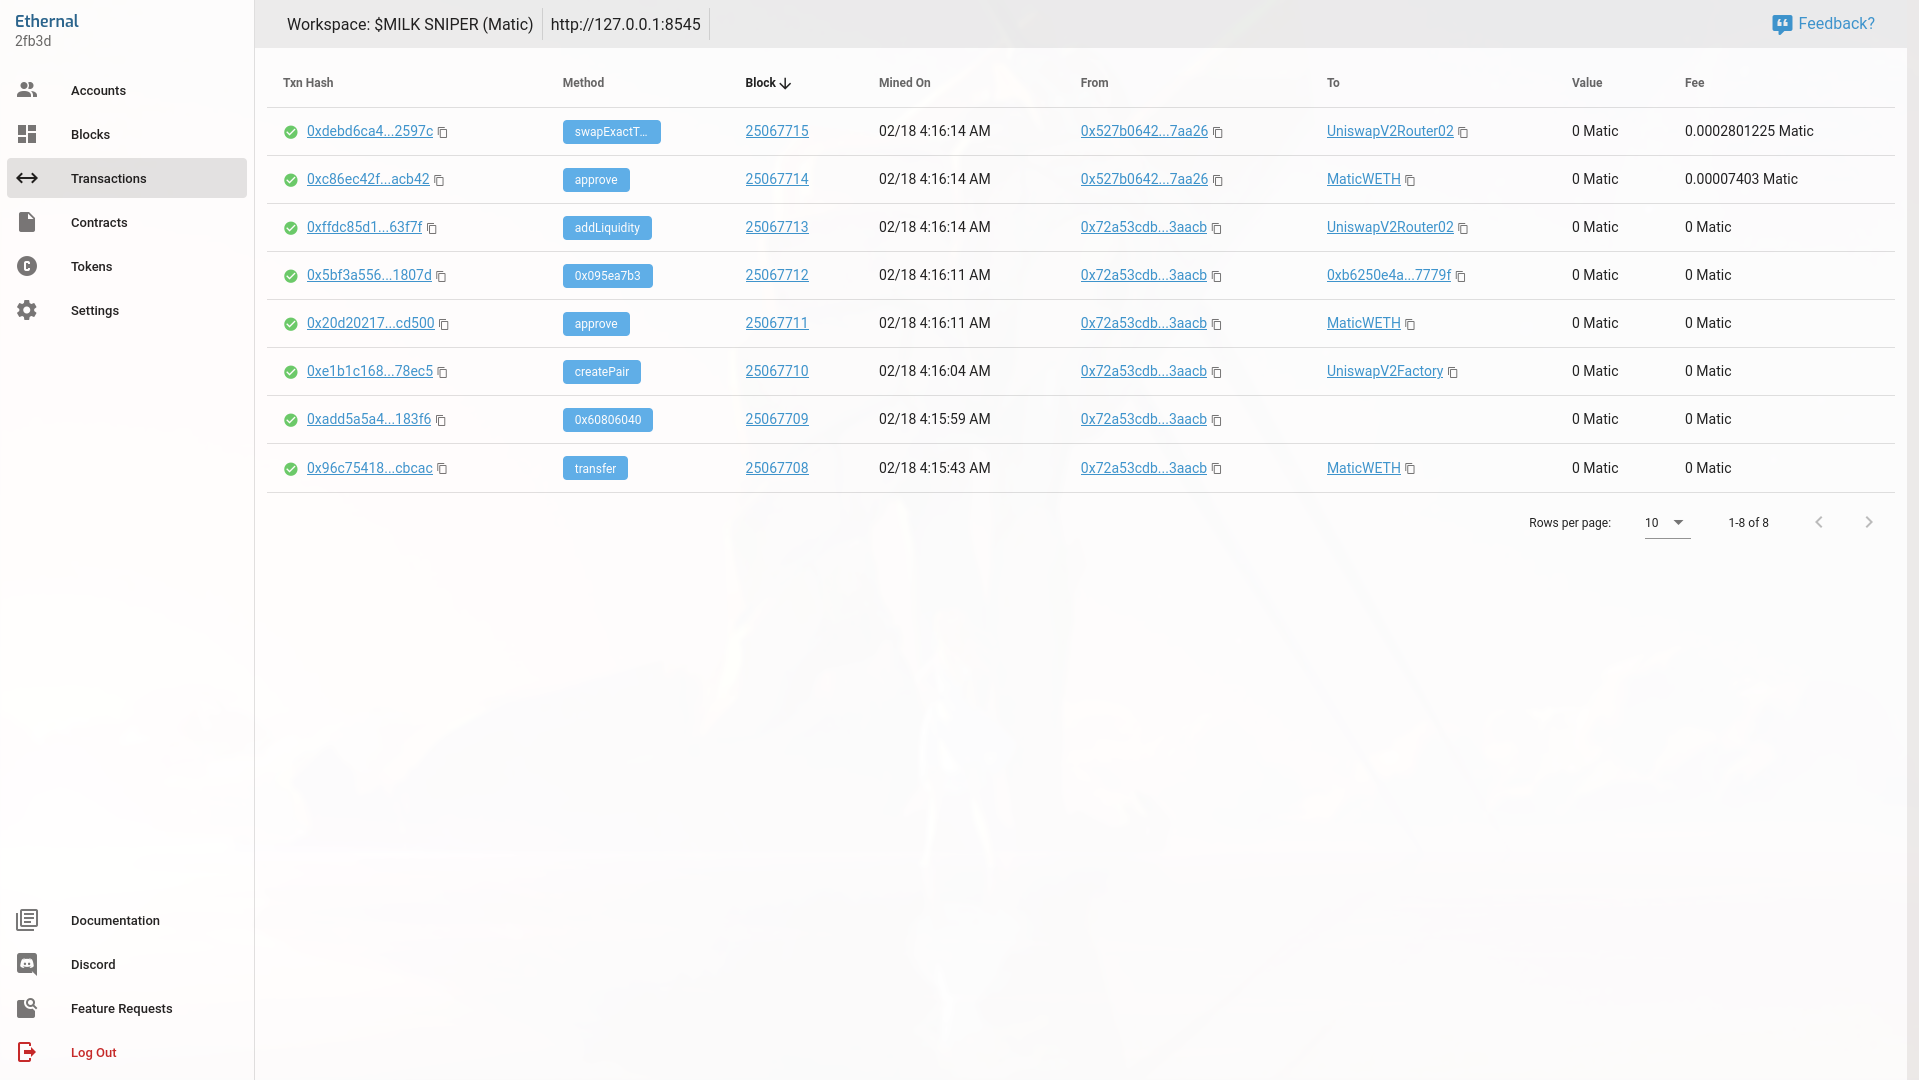 Ethernal
2fb3d
Accounts
Blocks
Transactions
Contracts
Tokens
Settings
Documentation
Discord
Feature Requests
Log Out
Workspace: $MILK SNIPER (Matic) http://127.0.0.1:8545 Feedback?
Txn Hash Method Block Mined On From To Value Fee
0xdebd6ca4...2597c swapExactT... 25067715 02/18 4:16:14 AM 0x527b0642...7aa26 UniswapV2Router02 0 Matic 0.0002801225 Matic
0xc86ec42f...acb42 approve 25067714 02/18 4:16:14 AM 0x527b0642...7aa26 MaticWETH 0 Matic 0.00007403 Matic
0xffdc85d1...63f7f addLiquidity 25067713 02/18 4:16:14 AM 0x72a53cdb...3aacb UniswapV2Router02 0 Matic 0 Matic
0x5bf3a556...1807d 0x095ea7b3 25067712 02/18 4:16:11 AM 0x72a53cdb...3aacb 0xb6250e4a...7779f 0 Matic 0 Matic
0x20d20217...cd500 approve 25067711 02/18 4:16:11 AM 0x72a53cdb...3aacb MaticWETH 0 Matic 0 Matic
0xe1b1c168...78ec5 createPair 25067710 02/18 4:16:04 AM 0x72a53cdb...3aacb UniswapV2Factory 0 Matic 0 Matic
0xadd5a5a4...183f6 0x60806040 25067709 02/18 4:15:59 AM 0x72a53cdb...3aacb 0 Matic 0 Matic
0x96c75418...cbcac transfer 25067708 02/18 4:15:43 AM 0x72a53cdb...3aacb MaticWETH 0 Matic 0 Matic
Rows per page: 10 1-8 of 8